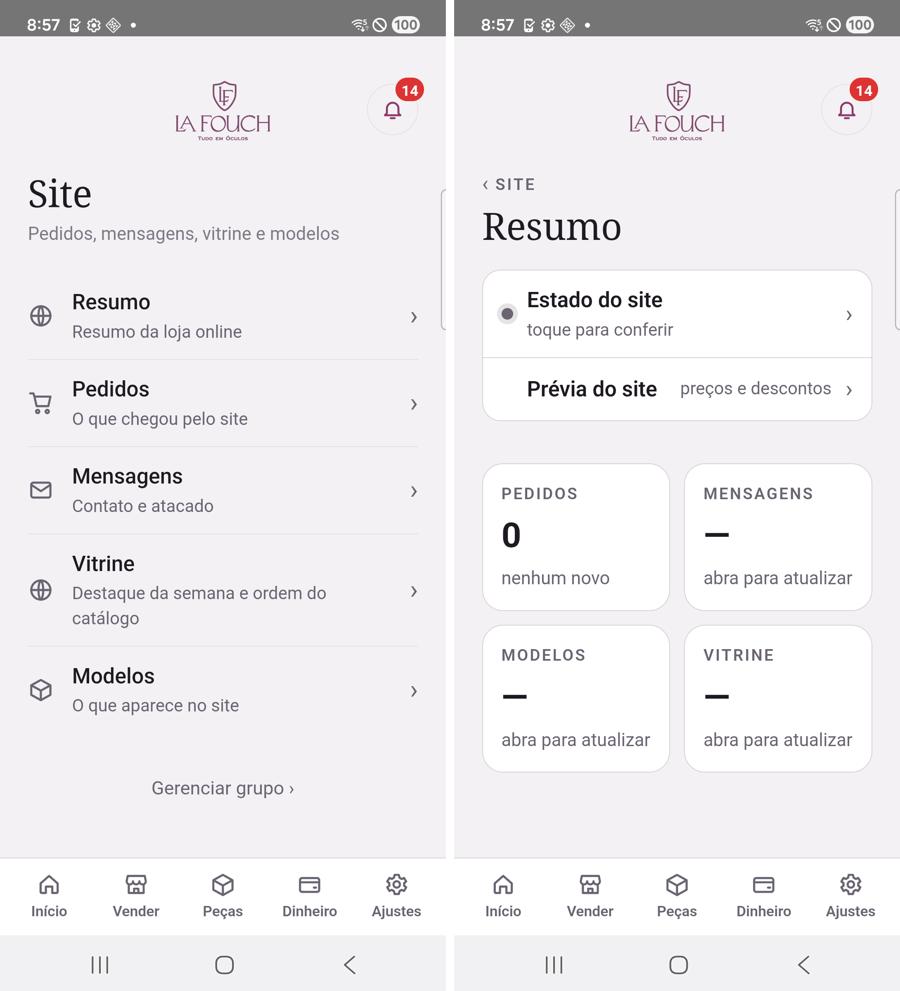 8:57
100
LF
LA FOUCH
TUDO EM ÓCULOS
14
Site
Pedidos, mensagens, vitrine e modelos
Resumo
Resumo da loja online
Pedidos
O que chegou pelo site
Mensagens
Contato e atacado
Vitrine
Destaque da semana e ordem do
catálogo
Modelos
O que aparece no site
Gerenciar grupo ›
Início
Vender
Peças
Dinheiro
Ajustes
8:57
100
LF
LA FOUCH
TUDO EM ÓCULOS
14
‹ SITE
Resumo
Estado do site
toque para conferir
Prévia do site preços e descontos
PEDIDOS
0
nenhum novo
MENSAGENS
—
abra para atualizar
MODELOS
—
abra para atualizar
VITRINE
—
abra para atualizar
Início
Vender
Peças
Dinheiro
Ajustes